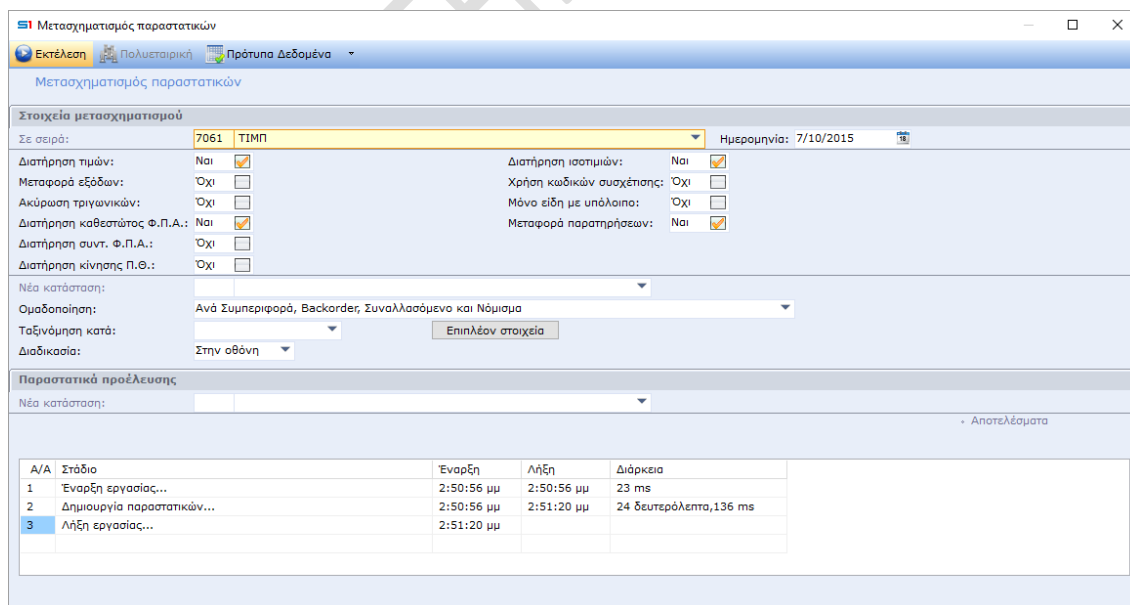 S1 Μετασχηματισμός παραστατικών
Εκτέλεση Πολυεταιρική Πρότυπα Δεδομένα
Μετασχηματισμός παραστατικών
Στοιχεία μετασχηματισμού
Σε σειρά: 7061 ΤΙΜΠ Ημερομηνία: 7/10/2015 18
Διατήρηση τιμών: Ναι Διατήρηση ισοτιμιών: Ναι
Μεταφορά εξόδων: Όχι Χρήση κωδικών συσχέτισης: Όχι
Ακύρωση τριγωνικών: Όχι Μόνο είδη με υπόλοιπο: Όχι
Διατήρηση καθεστώτος Φ.Π.Α.: Ναι Μεταφορά παρατηρήσεων: Ναι
Διατήρηση συντ. Φ.Π.Α.: Όχι
Διατήρηση κίνησης Π.Θ.: Όχι
Νέα κατάσταση:
Ομαδοποίηση: Ανά Συμπεριφορά, Backorder, Συναλλασόμενο και Νόμισμα
Ταξινόμηση κατά: Επιπλέον στοιχεία
Διαδικασία: Στην οθόνη
Παραστατικά προέλευσης
Νέα κατάσταση:
Αποτελέσματα
Α/Α Στάδιο Έναρξη Λήξη Διάρκεια
1 Έναρξη εργασίας... 2:50:56 μμ 2:50:56 μμ 23 ms
2 Δημιουργία παραστατικών... 2:50:56 μμ 2:51:20 μμ 24 δευτερόλεπτα,136 ms
3 Λήξη εργασίας... 2:51:20 μμ